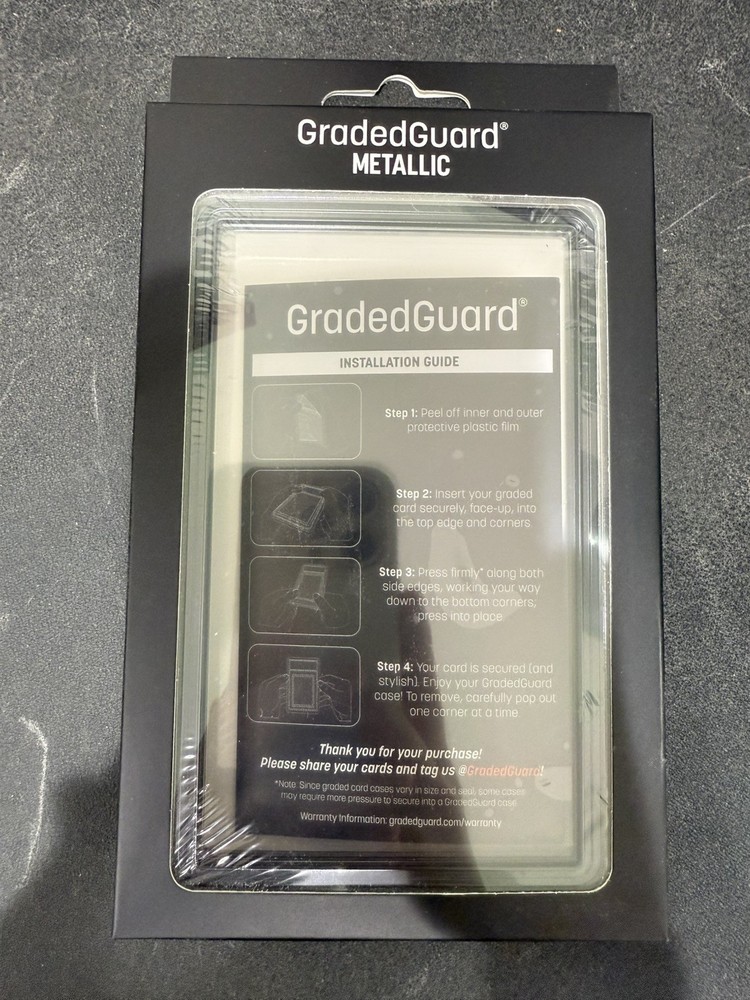 GradedGuard®
METALLIC
GradedGuard®
INSTALLATION GUIDE
Step 1: Peel off inner and outer
protective plastic film
Step 2: Insert your graded
card securely, face-up, into
the top edge and corners
Step 3: Press firmly* along both
side edges, working your way
down to the bottom corners;
press into place.
Step 4: Your card is secured (and
stylish). Enjoy your GradedGuard
case! To remove, carefully pop out
one corner at a time.
Thank you for your purchase!
Please share your cards and tag us @GradedGuard!
*Note: Since graded card cases vary in size and seal, some cases
may require more pressure to secure into a GradedGuard case.
Warranty Information: gradedguard.com/warranty